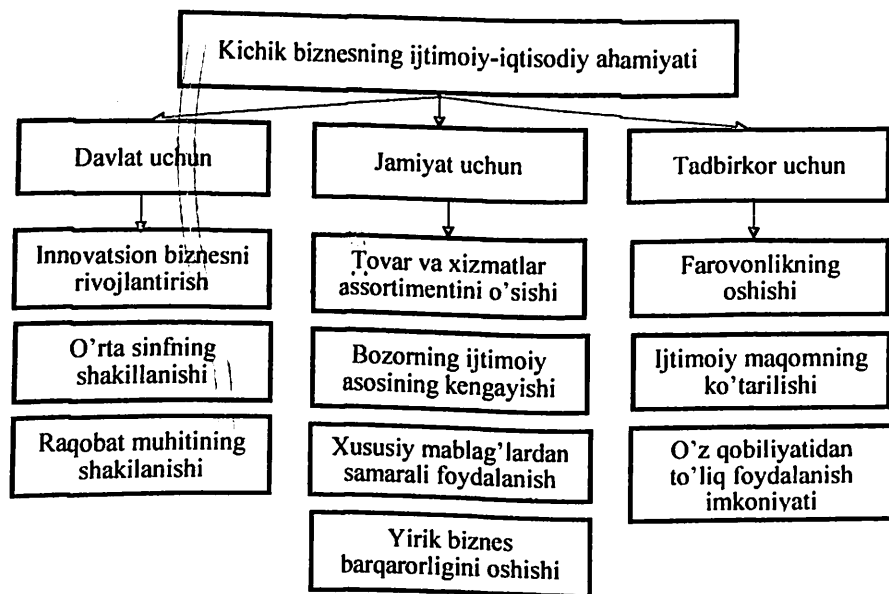 Kichik biznesning ijtimoiy-iqtisodiy ahamiyati
Davlat uchun
Jamiyat uchun
Tadbirkor uchun
Innovatsion biznesni
rivojlantirish
O'rta sinfning
shakillanishi
Raqobat muhitining
shakilanishi
Tovar va xizmatlar
assortimentini o'sishi
Bozorning ijtimoiy
asosining kengayishi
Xususiy mablag'lardan
samarali foydalanish
Yirik biznes
barqarorligini oshishi
Farovonlikning
oshishi
Ijtimoiy maqomning
ko'tarilishi
O'z qobiliyatidan
to'liq foydalanish
imkoniyati